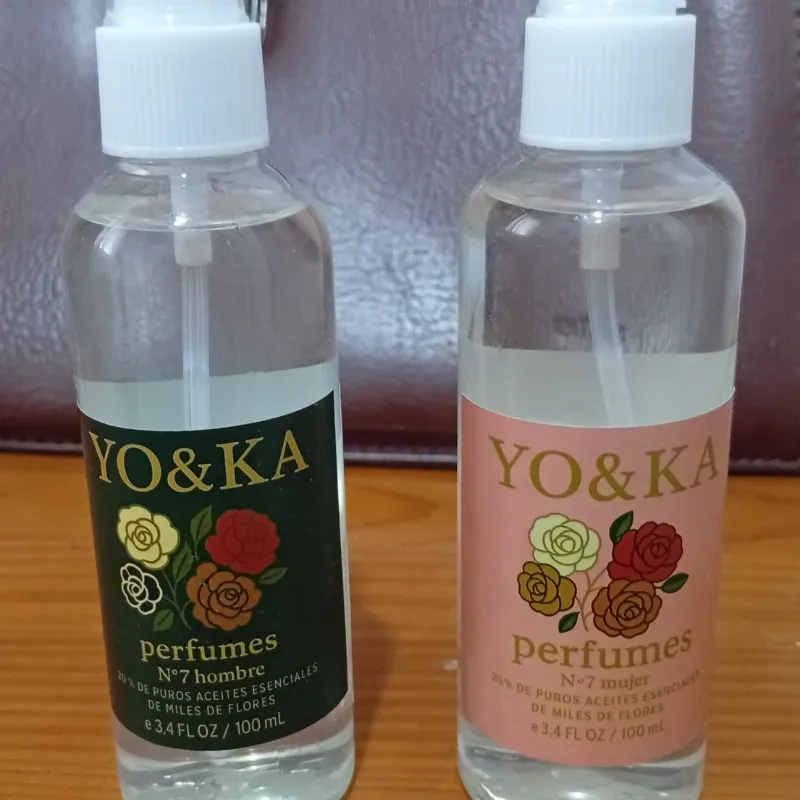 YO&KA
perfumes
Nº7 hombre
20% DE PUROS ACEITES ESENCIALES
DE MILES DE FLORES
e 3,4 FL OZ / 100 mL
YO&KA
perfumes
Nº7 mujer
20% DE PUROS ACEITES ESENCIALES
DE MILES DE FLORES
e 3,4 FL OZ / 100 mL